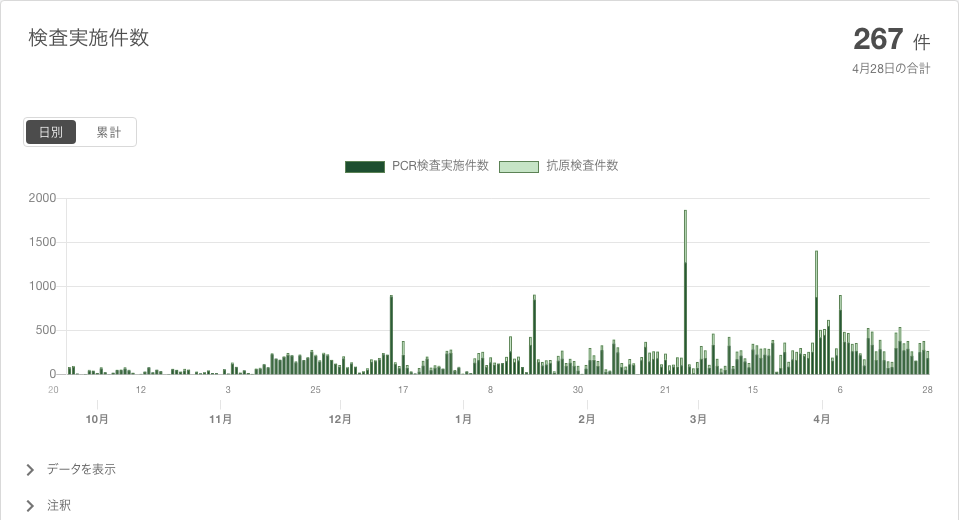 検査実施件数
267 件
4月28日の合計
日別 累計
PCR検査実施件数 抗原検査件数
2000
1500
1000
500
0
20 12 3 25 17 8 30 21 15 6 28
10月 11月 12月 1月 2月 3月 4月
データを表示
注釈